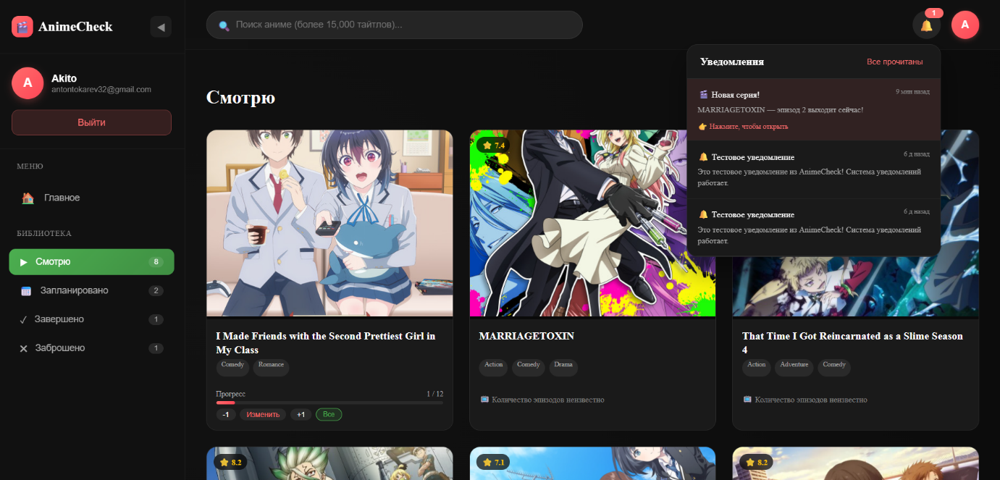 AnimeCheck
Поиск аниме (более 15,000 тайтлов)...
1
A
A
Akito
antontokarev32@gmail.com
Выйти
МЕНЮ
Главное
БИБЛИОТЕКА
Смотрю 8
Запланировано 2
Завершено 1
Заброшено 1
Смотрю
Уведомления
Все прочитаны
Новая серия!
9 мин назад
MARRIAGETOXIN — эпизод 2 выходит сейчас!
Нажмите, чтобы открыть
Тестовое уведомление
6 д назад
Это тестовое уведомление из AnimeCheck! Система уведомлений
работает.
Тестовое уведомление
6 д назад
Это тестовое уведомление из AnimeCheck! Система уведомлений
работает.
I Made Friends with the Second Prettiest Girl in
My Class
Comedy Romance
Прогресс 1 / 12
-1 Изменить +1 Все
7.4
MARRIAGETOXIN
Action Comedy Drama
Количество эпизодов неизвестно
That Time I Got Reincarnated as a Slime Season
4
Action Adventure Comedy
Количество эпизодов неизвестно
8.2
7.1
8.2